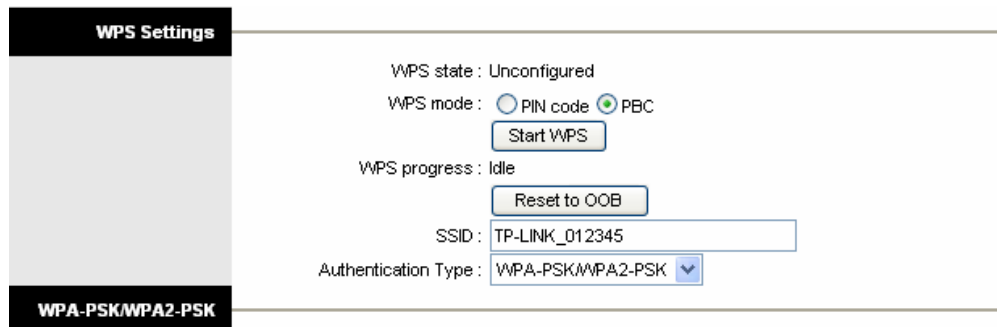 WPS Settings
WPS state : Unconfigured
WPS mode : PIN code PBC
Start WPS
WPS progress : Idle
Reset to OOB
SSID : TP-LINK_012345
Authentication Type : WPA-PSK/WPA2-PSK
WPA-PSK/WPA2-PSK